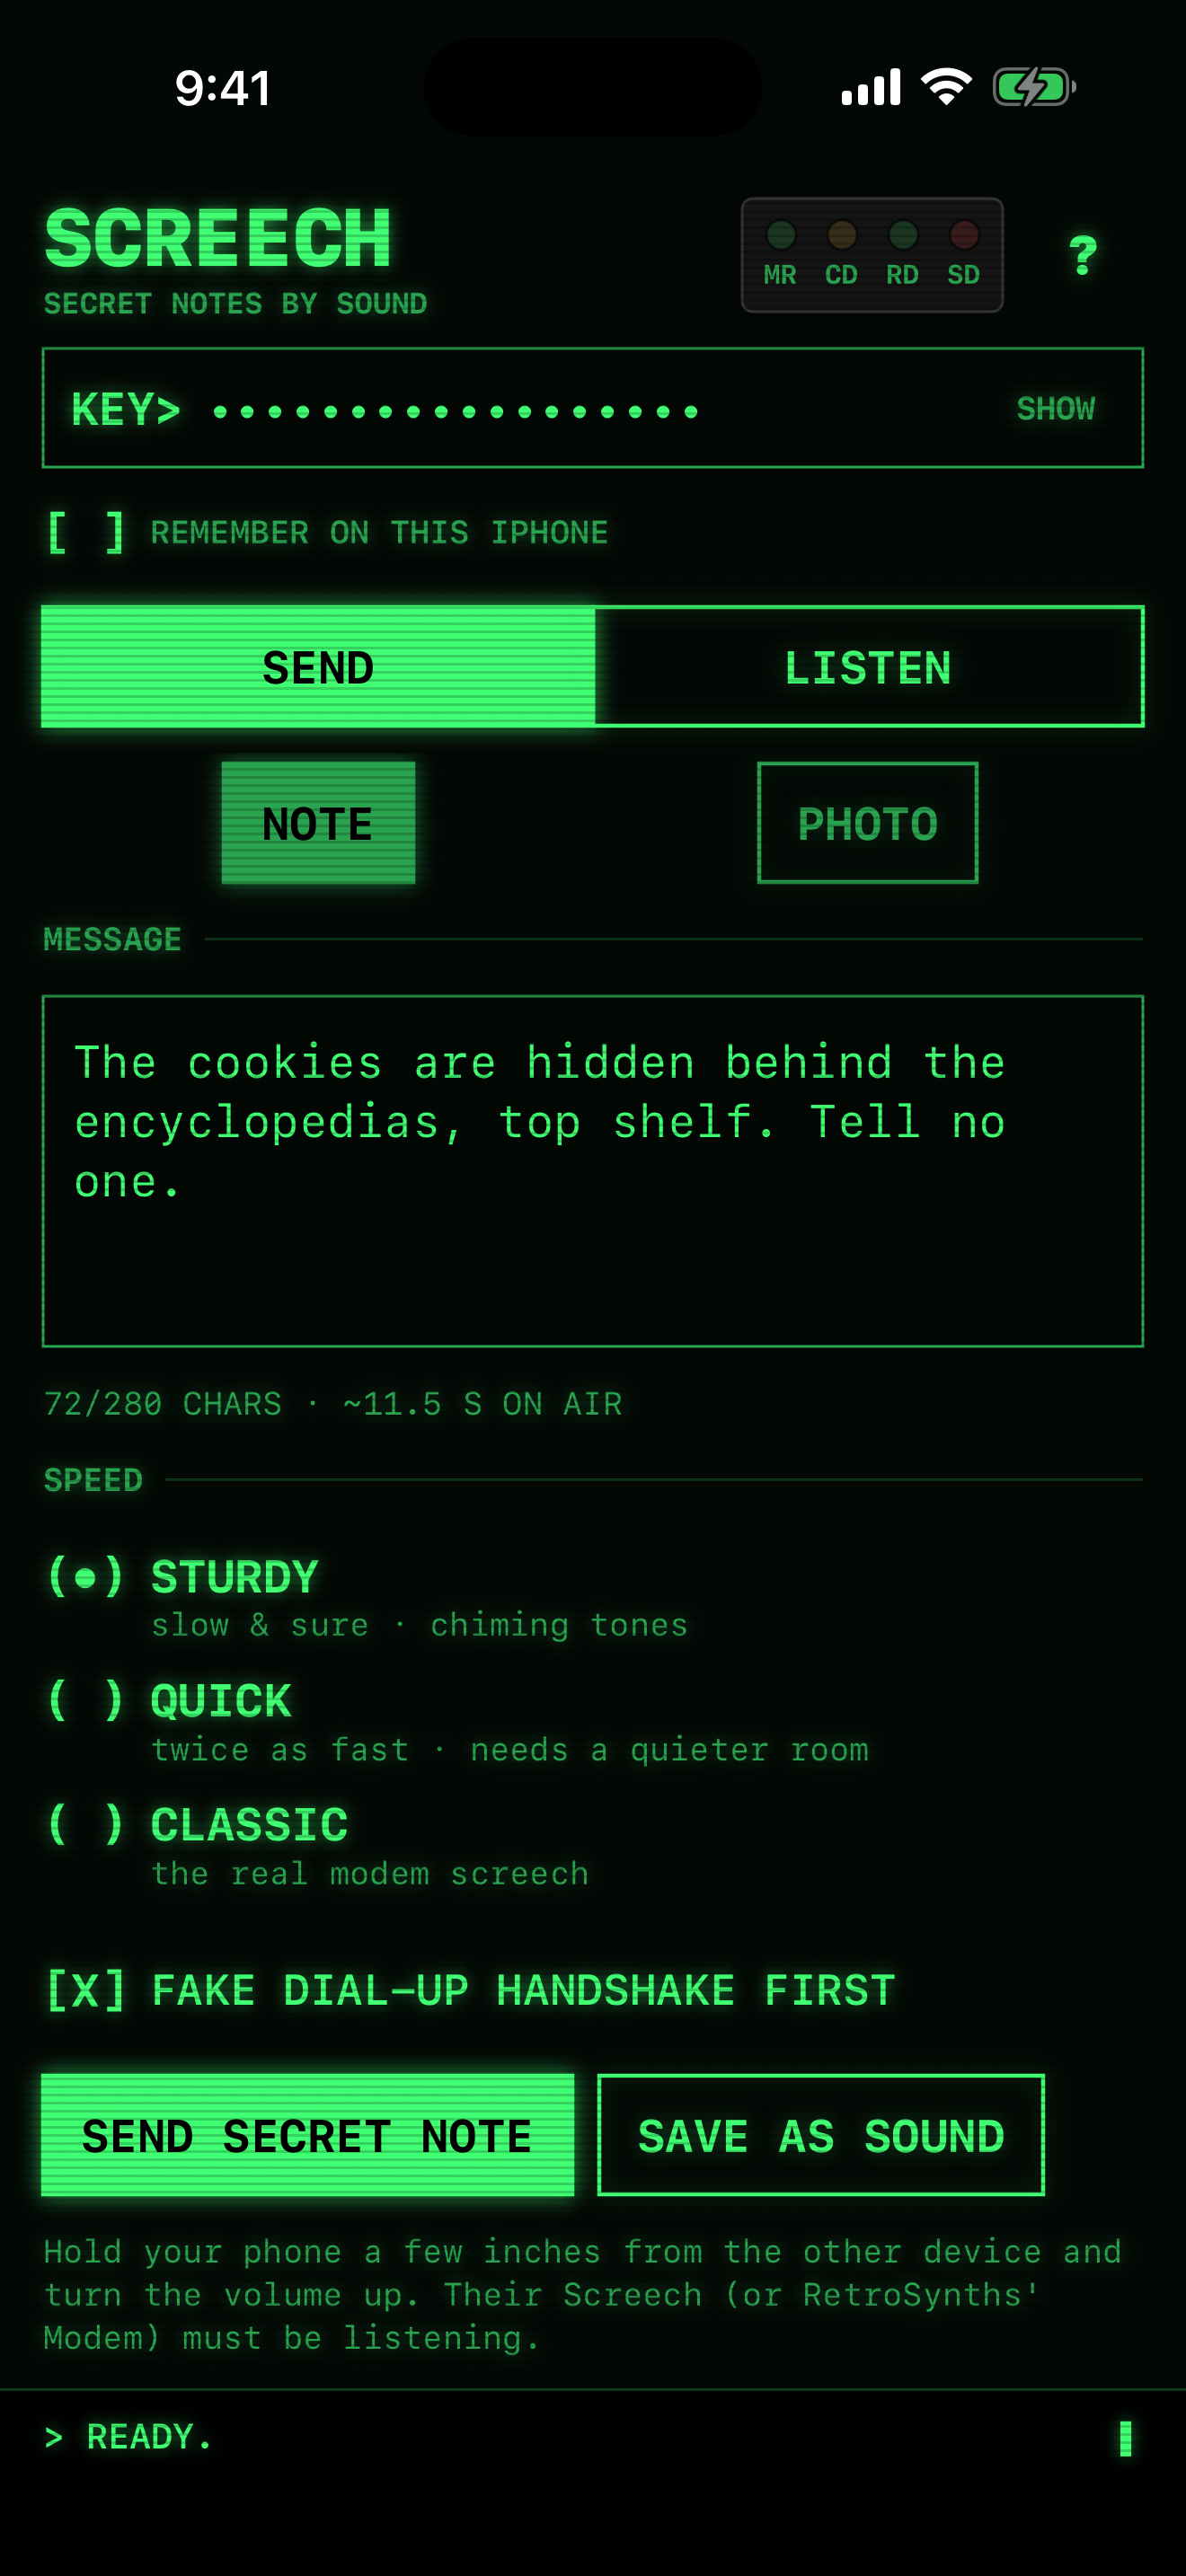 9:41
SCREECH
SECRET NOTES BY SOUND
MR CD RD SD
?
KEY> •••••••••••••••••• SHOW
[ ] REMEMBER ON THIS IPHONE
SEND LISTEN
NOTE PHOTO
MESSAGE
The cookies are hidden behind the
encyclopedias, top shelf. Tell no
one.
72/280 CHARS · ~11.5 S ON AIR
SPEED
(•) STURDY
slow & sure · chiming tones
( ) QUICK
twice as fast · needs a quieter room
( ) CLASSIC
the real modem screech
[X] FAKE DIAL–UP HANDSHAKE FIRST
SEND SECRET NOTE SAVE AS SOUND
Hold your phone a few inches from the other device and
turn the volume up. Their Screech (or RetroSynths'
Modem) must be listening.
> READY.